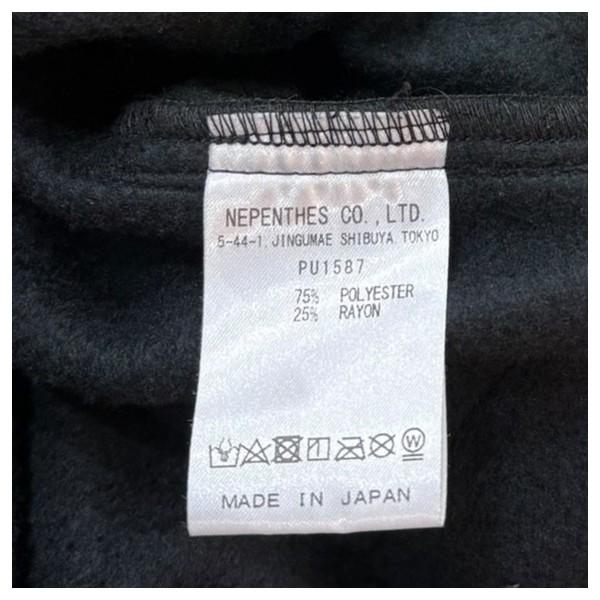 NEPENTHES CO.,LTD.
5-44-1,JINGUMAE SHIBUYA,TOKYO
PU1587
75% POLYESTER
25% RAYON
W
MADE IN JAPAN